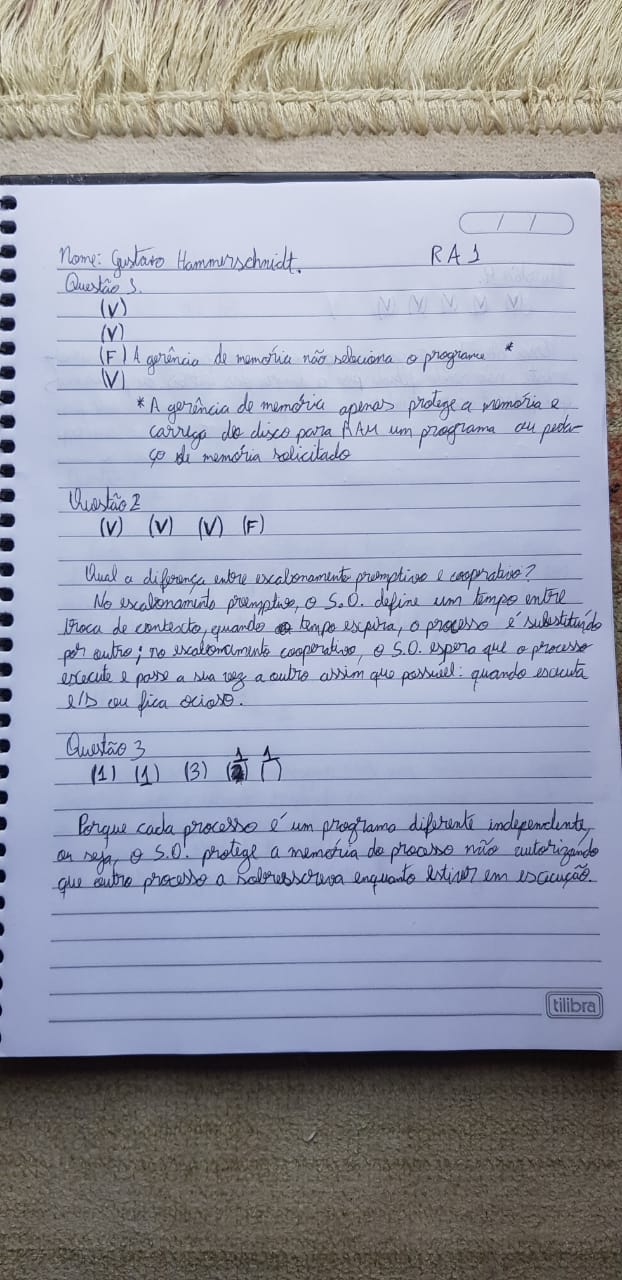 / /
Nome: Gustavo Hammerschmidt. RA1
Questão 1.
(V)
(V)
(F) A gerência de memória não seleciona o programa *
(V)
* A gerência de memória apenas protege a memória e
carrega do disco para RAM um programa ou peda-
ço de memória solicitado
Questão 2
(V) (V) (V) (F)
Qual a diferença entre escalonamento preemptivo e cooperativo?
No escalonamento preemptivo, o S.O. define um tempo entre
troca de contexto, quando o tempo expira, o processo é substituído
por outro; no escalonamento cooperativo, o S.O. espera que o processo
execute e passe a sua vez a outro assim que possível: quando executa
e/s ou fica ocioso.
Questão 3
(1) (1) (3) (1) (1)
Porque cada processo é um programa diferente independente,
ou seja, o S.O. protege a memória do processo não autorizando
que outro processo a sobresscreva enquanto estiver em execução.
tilibra